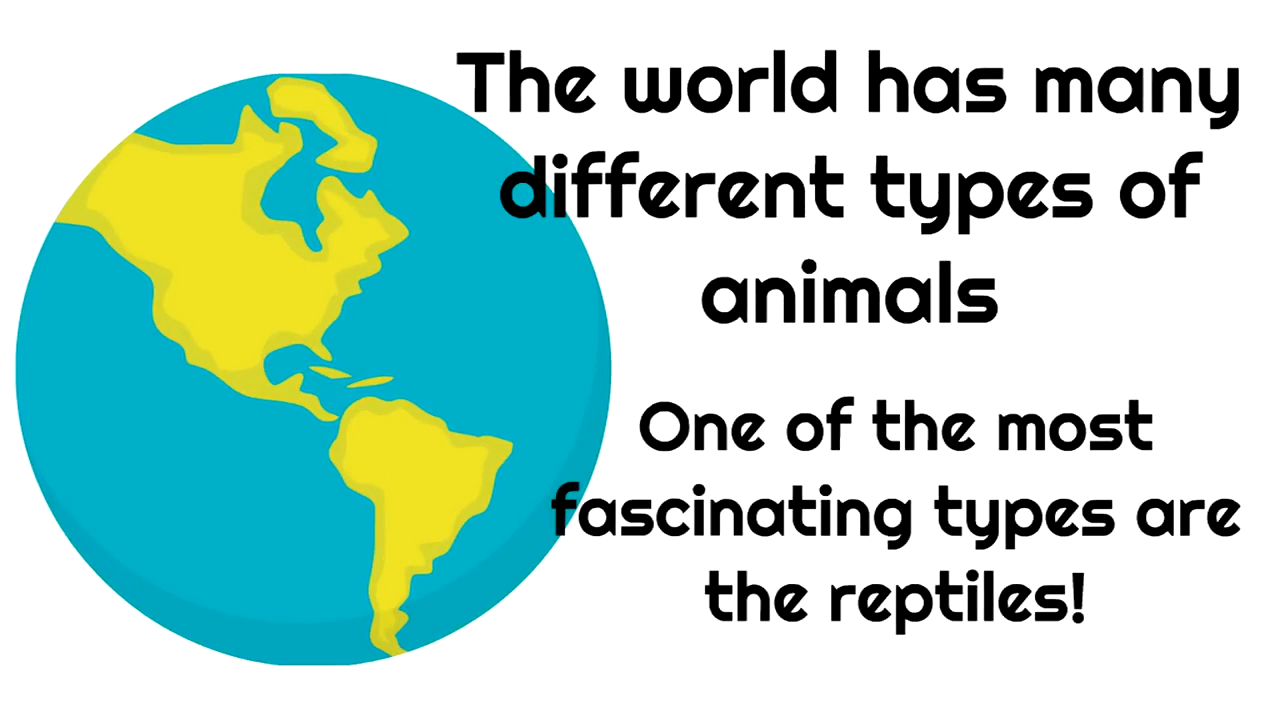 The world has many
different types of
animals
One of the most
fascinating types are
the reptiles!